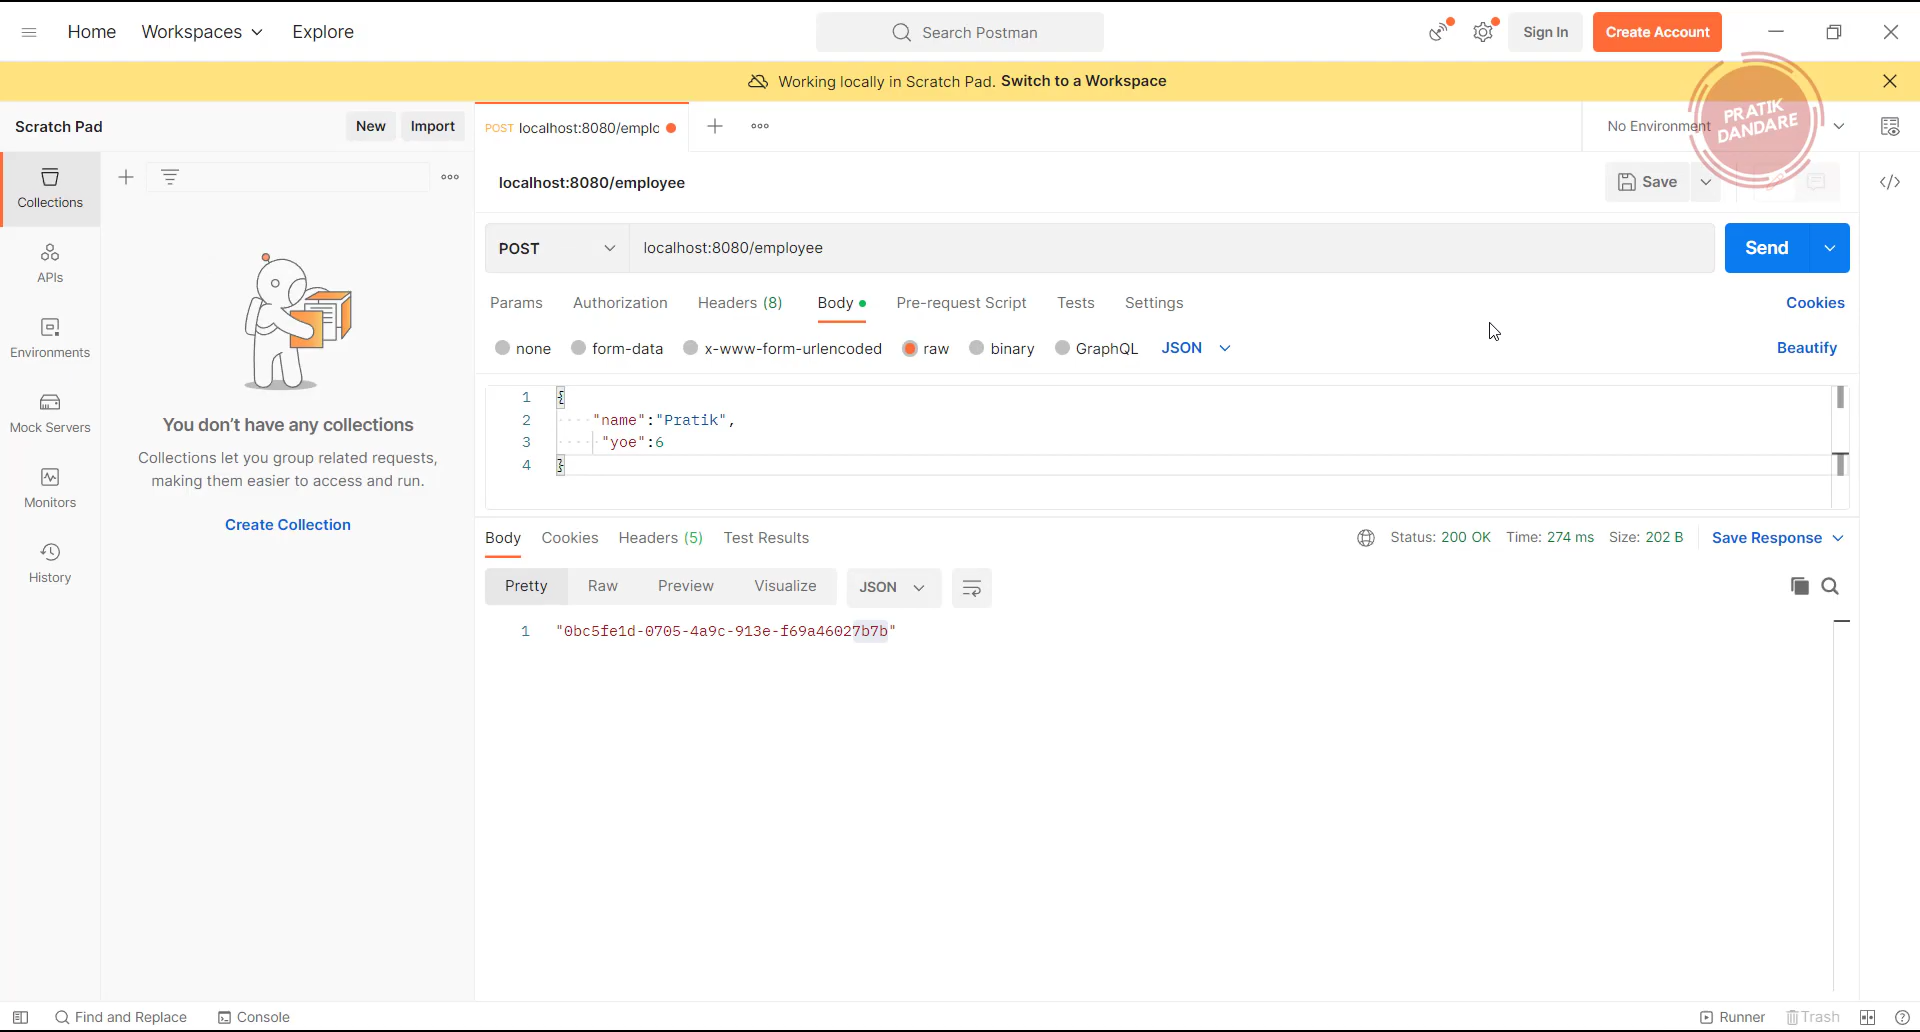 Home Workspaces Explore
Search Postman
Sign In Create Account
Working locally in Scratch Pad. Switch to a Workspace
PRATIK
DANDARE
Scratch Pad New Import
POST localhost:8080/emplo
No Environment
Collections
APIs
Environments
Mock Servers
Monitors
History
You don't have any collections
Collections let you group related requests,
making them easier to access and run.
Create Collection
localhost:8080/employee
Save
</>
POST localhost:8080/employee Send
Params Authorization Headers (8) Body Pre-request Script Tests Settings Cookies
none form-data x-www-form-urlencoded raw binary GraphQL JSON Beautify
1 {
2 "name":"Pratik",
3 "yoe":6
4 }
Body Cookies Headers (5) Test Results Status: 200 OK Time: 274 ms Size: 202 B Save Response
Pretty Raw Preview Visualize JSON
1 "0bc5fe1d-0705-4a9c-913e-f69a46027b7b"
Find and Replace Console Runner Trash